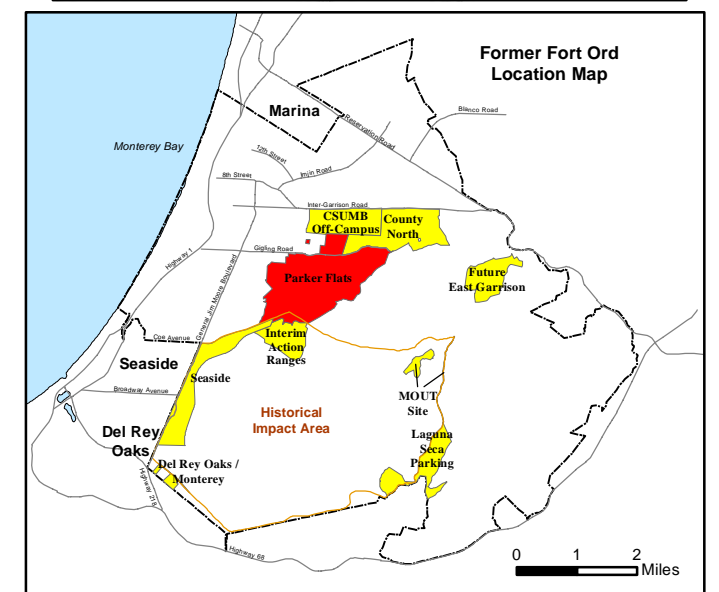 Former Fort Ord
Location Map
Marina
Blanco Road
Reservation Road
Monterey Bay
12th Street
Imjin Road
8th Street
Inter-Garrison Road
CSUMB
Off-Campus
County
North
Gigling Road
Highway 1
General Jim Moore Boulevard
Parker Flats
Future
East Garrison
Coe Avenue
Interim
Action
Ranges
Seaside
Seaside
Broadway Avenue
MOUT
Site
Historical
Impact Area
Del Rey
Oaks
Laguna
Seca
Parking
Del Rey Oaks /
Monterey
Highway 218
Highway 68
0 1 2
Miles